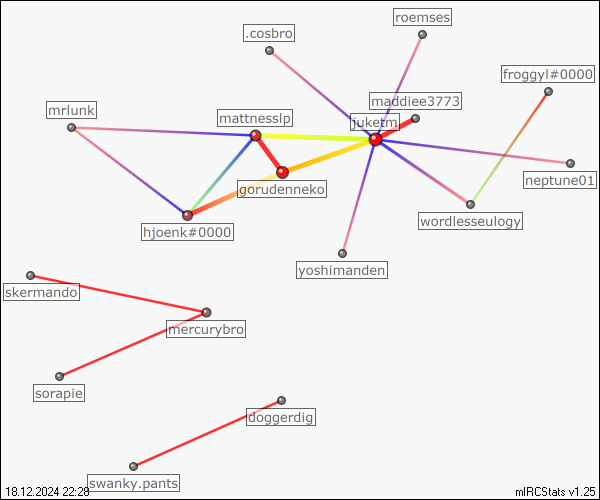 roemses
.cosbro
froggyl#0000
maddiee3773
mrlunk
mattnesslp
juketm
neptune01
gorudenneko
wordlesseulogy
hjoenk#0000
yoshimanden
skermando
mercurybro
sorapie
doggerdig
swanky.pants
18.12.2024 22:28
mIRCStats v1.25